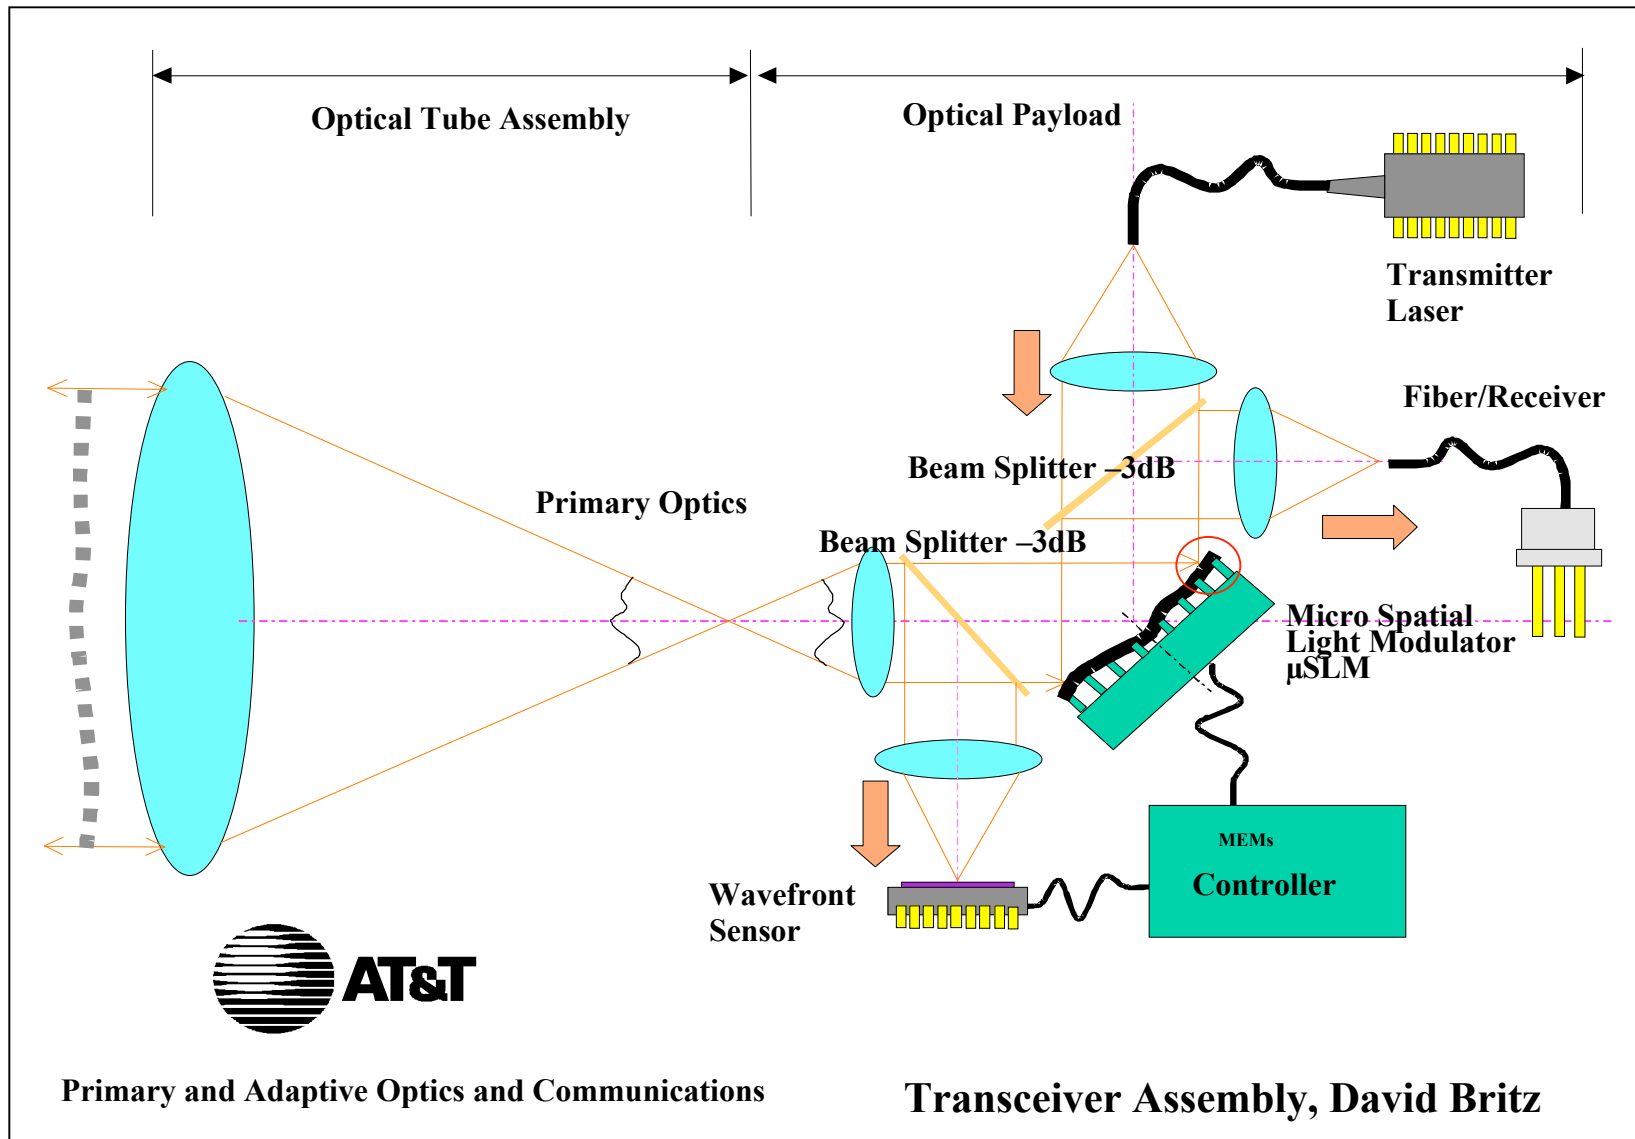 Optical Tube Assembly
Optical Payload
Transmitter
Laser
Fiber/Receiver
Beam Splitter –3dB
Primary Optics
Beam Splitter –3dB
Micro Spatial
Light Modulator
µSLM
MEMs
Controller
Wavefront
Sensor
AT&T
Primary and Adaptive Optics and Communications
Transceiver Assembly, David Britz